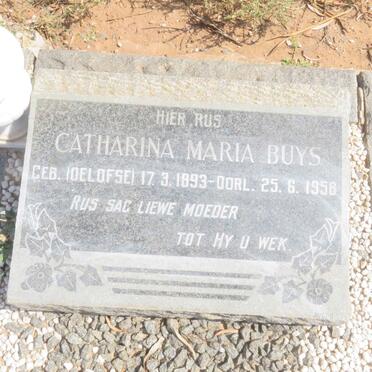 HIER RUS
CATHARINA MARIA BUYS
GEB. (OELOFSE) 17.3.1893-OORL. 25.6.1958
RUS SAG LIEWE MOEDER
TOT HY U WEK.